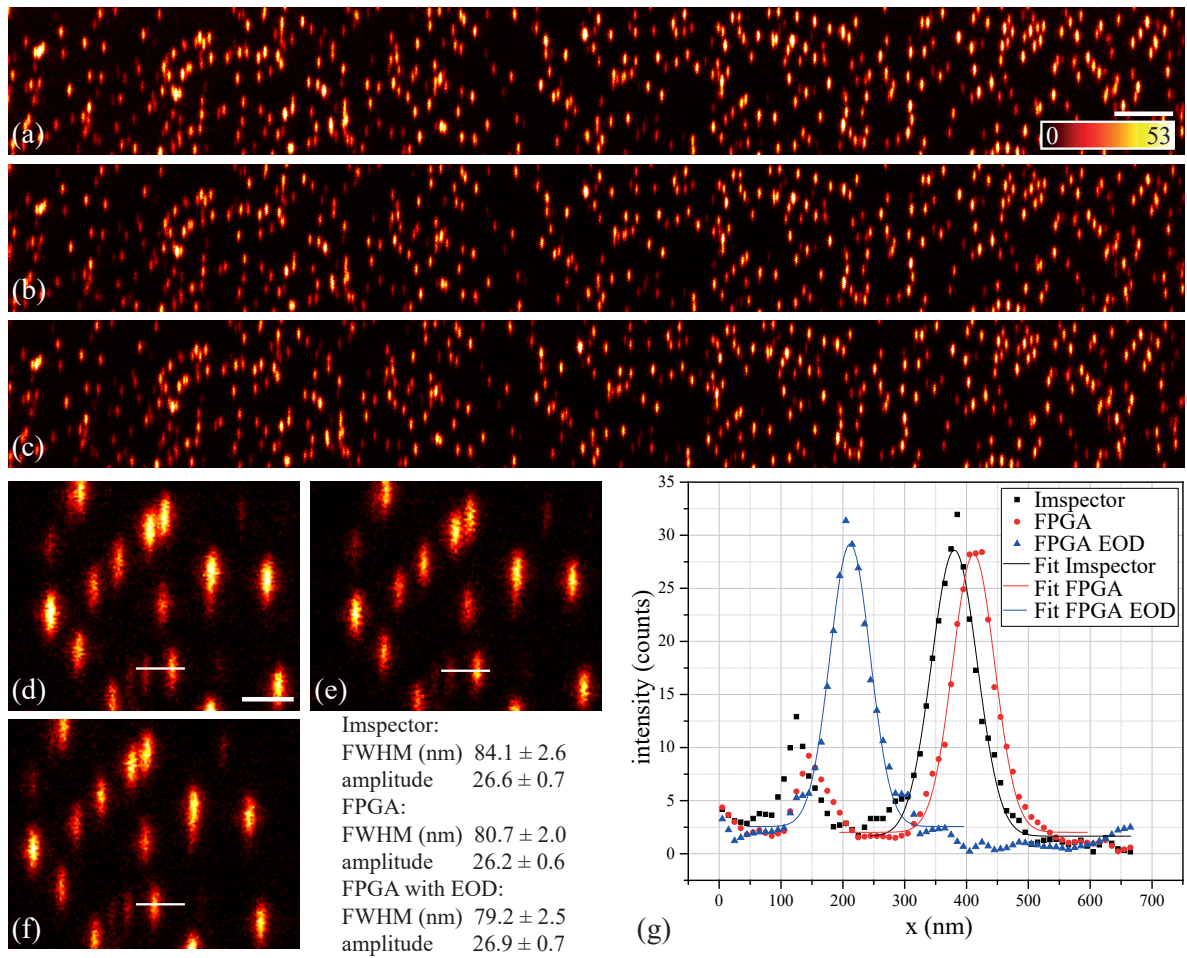 (a)
0 53
(b)
(c)
(d)
(e)
(f)
Imspector:
FWHM (nm) 84.1 ± 2.6
amplitude 26.6 ± 0.7
FPGA:
FWHM (nm) 80.7 ± 2.0
amplitude 26.2 ± 0.6
FPGA with EOD:
FWHM (nm) 79.2 ± 2.5
amplitude 26.9 ± 0.7
(g)
intensity (counts)
35
30
25
20
15
10
5
0
Imspector
FPGA
FPGA EOD
Fit Imspector
Fit FPGA
Fit FPGA EOD
0 100 200 300 400 500 600 700
x (nm)